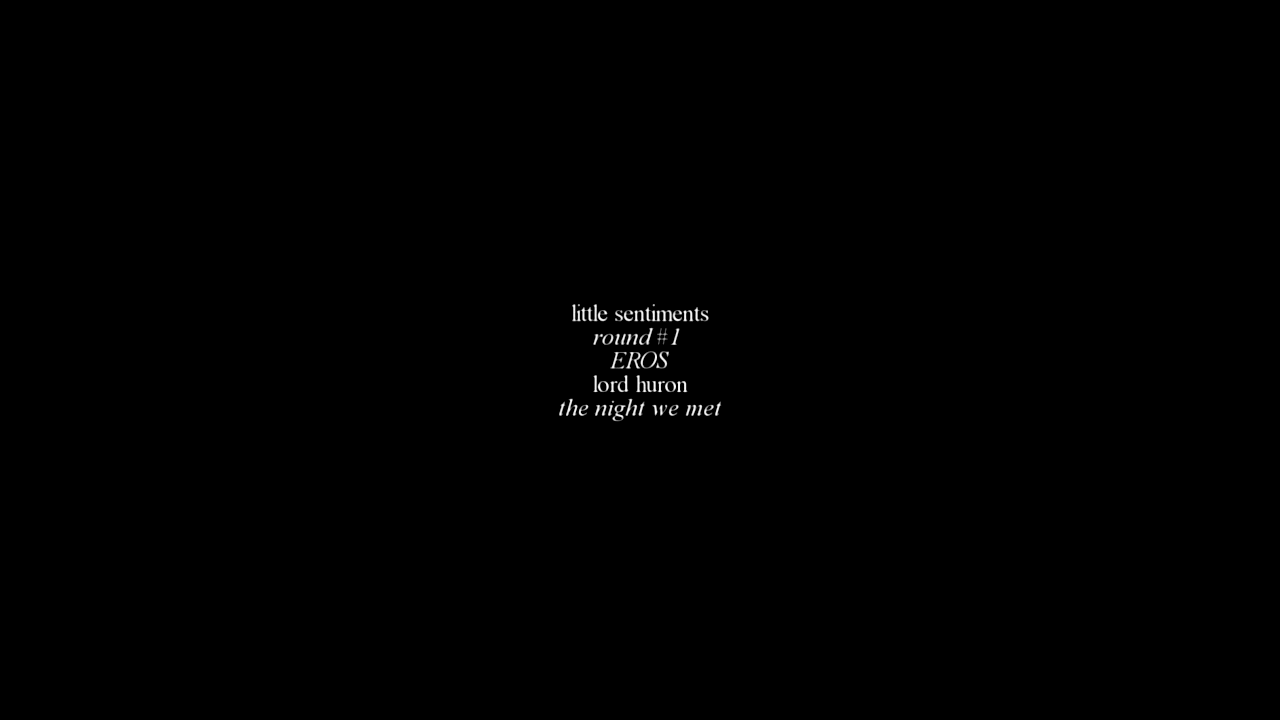 little sentiments
round #1
EROS
lord huron
the night we met